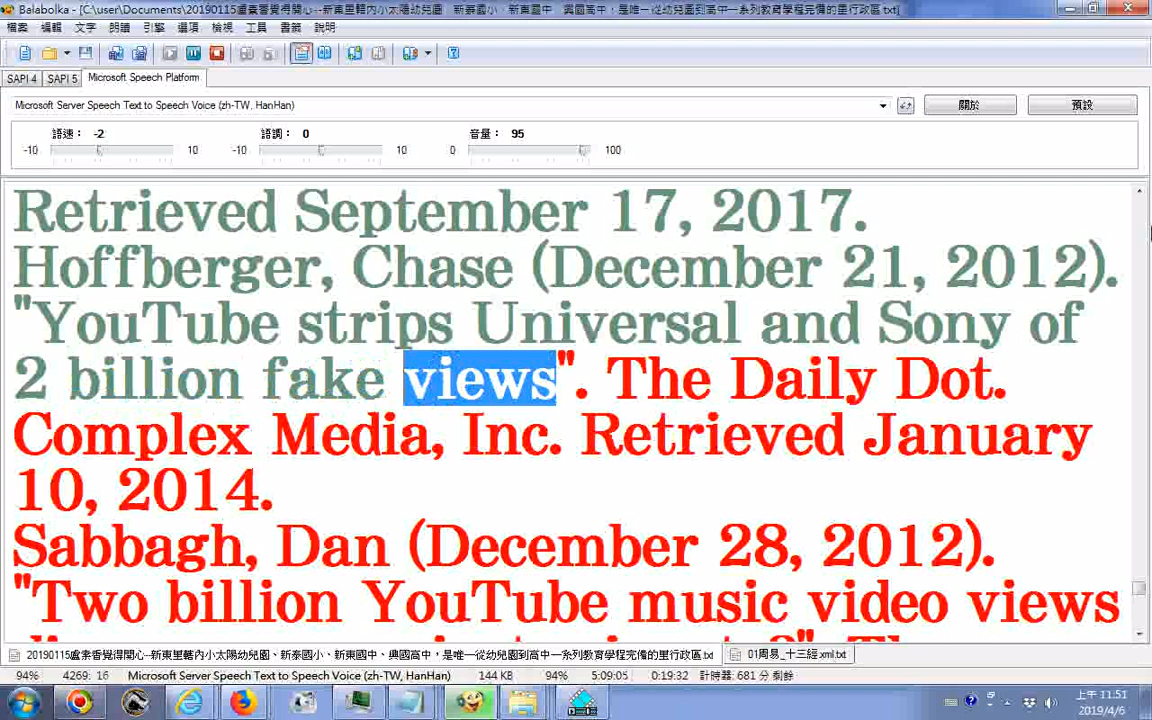 Balabolka - [C:\user\Documents\20190115盧素香覺得開心--新東里轄內小太陽幼兒園、新泰國小、新東國中、興國高中，是唯一從幼兒園到高中一系列教育學程完備的里行政區.txt]
檔案 編輯 文字 朗讀 引擎 選項 檢視 工具 書籤 說明
SAPI 4 SAPI 5 Microsoft Speech Platform
Microsoft Server Speech Text to Speech Voice (zh-TW, HanHan) 關於 預設
語速： -2 語調： 0 音量： 95
-10 10 -10 10 0 100
Retrieved September 17, 2017.
Hoffberger, Chase (December 21, 2012).
"YouTube strips Universal and Sony of
2 billion fake views". The Daily Dot.
Complex Media, Inc. Retrieved January
10, 2014.
Sabbagh, Dan (December 28, 2012).
"Two billion YouTube music video views
20190115盧素香覺得開心--新東里轄內小太陽幼兒園、新泰國小、新東國中、興國高中，是唯一從幼兒園到高中一系列教育學程完備的里行政區.txt 01周易_十三經.xml.txt
94% 4269: 16 Microsoft Server Speech Text to Speech Voice (zh-TW, HanHan) 144 KB 94% 5:09:05 0:19:32 計時器: 681 分 剩餘
上午 11:51
2019/4/6